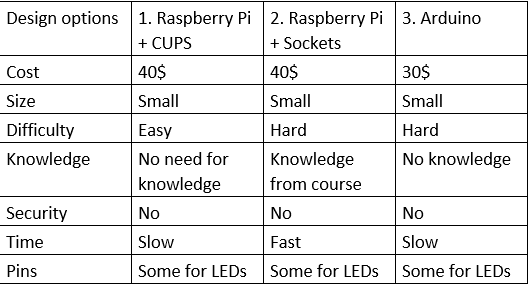 Design options 1. Raspberry Pi 2. Raspberry Pi 3. Arduino
+ CUPS + Sockets
Cost 40$ 40$ 30$
Size Small Small Small
Difficulty Easy Hard Hard
Knowledge No need for Knowledge No knowledge
knowledge from course
Security No No No
Time Slow Fast Slow
Pins Some for LEDs Some for LEDs Some for LEDs